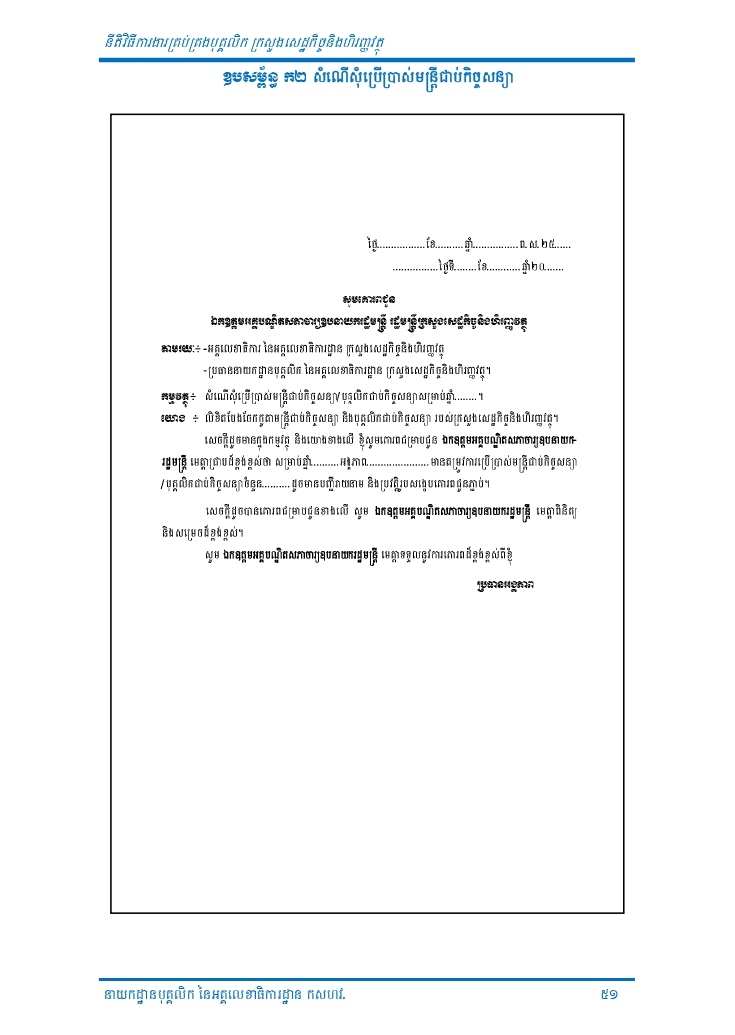 នីតិវិធីការងារគ្រប់គ្រងបុគ្គលិក ក្រសួងសេដ្ឋកិច្ចនិងហិរញ្ញវត្ថុ
ឧបសម្ព័ន្ធ ក២ សំណើសុំប្រើប្រាស់មន្ត្រីជាប់កិច្ចសន្យា
ថ្ងៃ................. ខែ.......... ឆ្នាំ................ ព. ស. ២៥......
................ ថ្ងៃទី........ ខែ............ ឆ្នាំ២០.......
សូមគោរពជូន
ឯកឧត្តមអគ្គបណ្ឌិតសភាចារ្យឧបនាយករដ្ឋមន្ត្រី រដ្ឋមន្ត្រីក្រសួងសេដ្ឋកិច្ចនិងហិរញ្ញវត្ថុ
តាមរយៈ÷ -អគ្គលេខាធិការ នៃអគ្គលេខាធិការដ្ឋាន ក្រសួងសេដ្ឋកិច្ចនិងហិរញ្ញវត្ថុ
-ប្រធាននាយកដ្ឋានបុគ្គលិក នៃអគ្គលេខាធិការដ្ឋាន ក្រសួងសេដ្ឋកិច្ចនិងហិរញ្ញវត្ថុ។
កម្មវត្ថុ÷ សំណើសុំប្រើប្រាស់មន្ត្រីជាប់កិច្ចសន្យា/បុគ្គលិកជាប់កិច្ចសន្យាសម្រាប់ឆ្នាំ........។
យោង ÷ លិខិតបែងចែកកូតាមន្ត្រីជាប់កិច្ចសន្យា និងបុគ្គលិកជាប់កិច្ចសន្យា របស់ក្រសួងសេដ្ឋកិច្ចនិងហិរញ្ញវត្ថុ។
សេចក្តីដូចមានក្នុងកម្មវត្ថុ និងយោងខាងលើ ខ្ញុំសូមគោរពជម្រាបជូន ឯកឧត្តមអគ្គបណ្ឌិតសភាចារ្យឧបនាយក-
រដ្ឋមន្ត្រី មេត្តាជ្រាបដ៏ខ្ពង់ខ្ពស់ថា សម្រាប់ឆ្នាំ.......... អង្គភាព...................... មានតម្រូវការប្រើប្រាស់មន្ត្រីជាប់កិច្ចសន្យា
/បុគ្គលិកជាប់កិច្ចសន្យាចំនួន.......... ដូចមានបញ្ជីរាយនាម និងប្រវត្តិរូបសង្ខេបគោរពជូនភ្ជាប់។
សេចក្តីដូចបានគោរពជម្រាបជូនខាងលើ សូម ឯកឧត្តមអគ្គបណ្ឌិតសភាចារ្យឧបនាយករដ្ឋមន្ត្រី មេត្តាពិនិត្យ
និងសម្រេចដ៏ខ្ពង់ខ្ពស់។
សូម ឯកឧត្តមអគ្គបណ្ឌិតសភាចារ្យឧបនាយករដ្ឋមន្ត្រី មេត្តាទទួលនូវការគោរពដ៏ខ្ពង់ខ្ពស់ពីខ្ញុំ
ប្រធានអង្គភាព
នាយកដ្ឋានបុគ្គលិក នៃអគ្គលេខាធិការដ្ឋាន កសហវ. ៥១